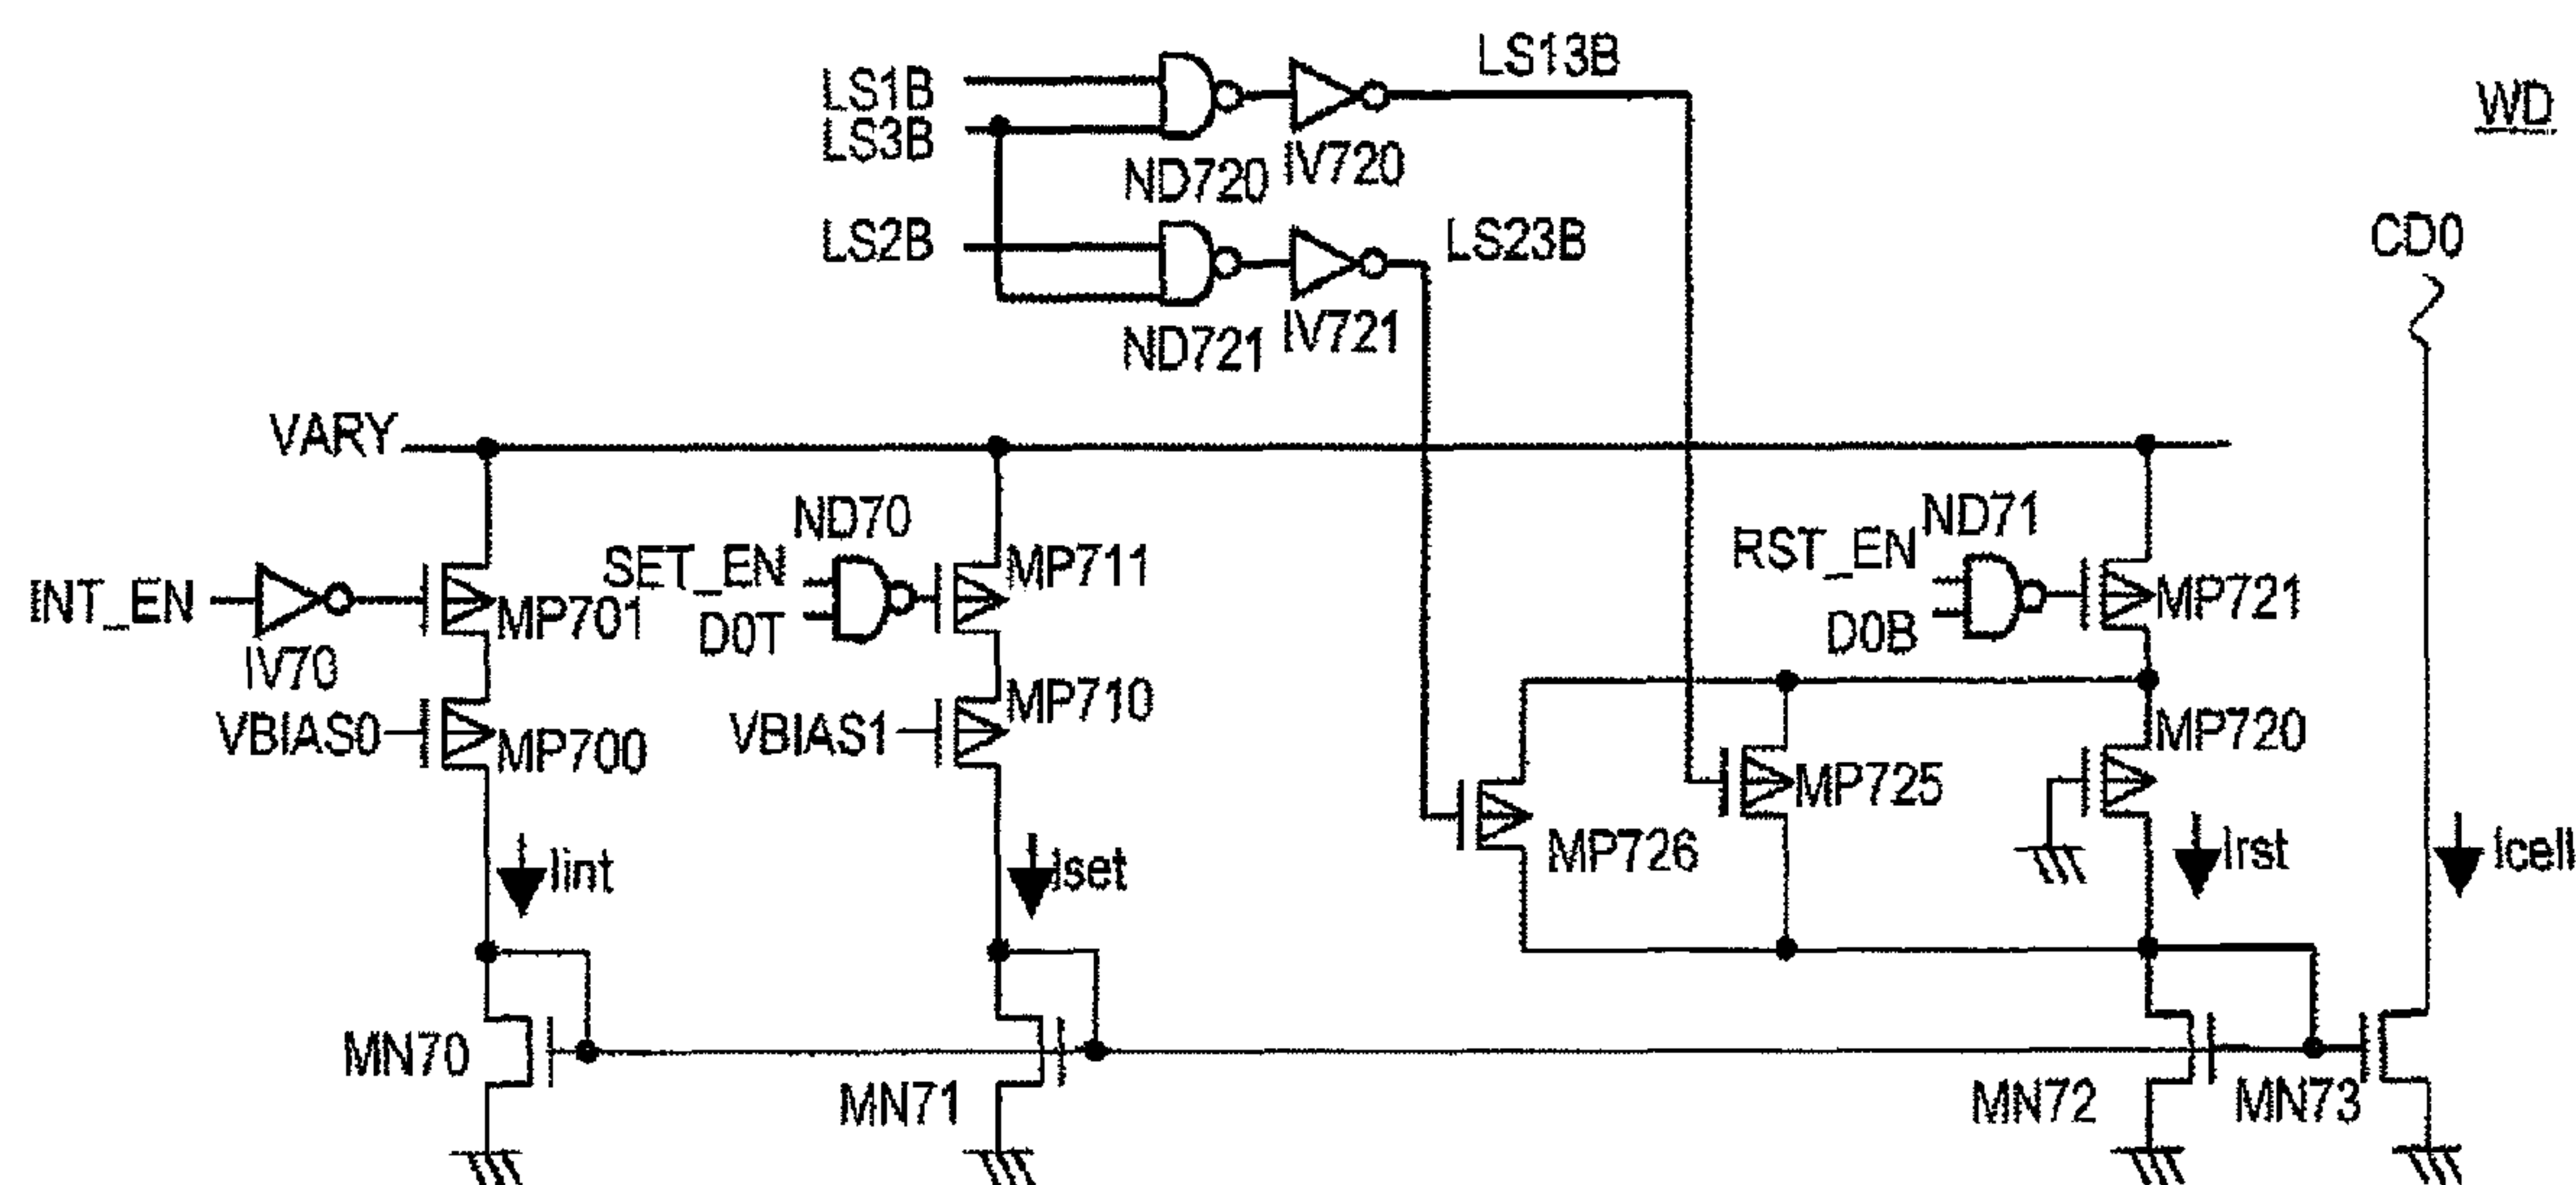 LS13B
LS1B
WD
LS3B
ND720
IV720
LS2B
LS23B
CD0
ND721
IV721
VARY
ND70
ND71
SET_EN
MP711
RST_EN
INT_EN
MP701
D0T
MP721
D0B
IV70
VBIAS0
MP700
VBIAS1
MP710
MP720
MP725
MP726
Iint
Iset
Irst
Icell
MN70
MN71
MN72
MN73